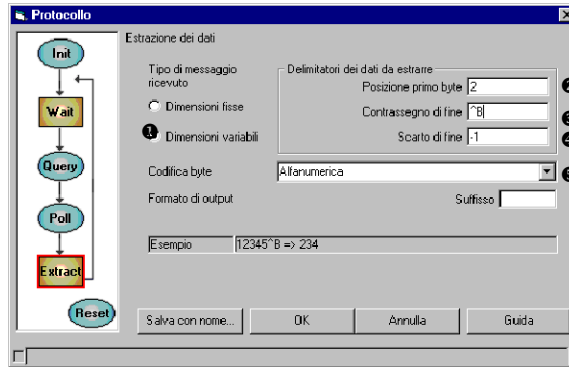 Protocollo
Init
Wait
Query
Poll
Extract
Reset
Estrazione dei dati
Tipo di messaggio
ricevuto
Dimensioni fisse
1 Dimensioni variabili
Delimitatori dei dati da estrarre
Posizione primo byte 2
Contrassegno di fine ^B
Scarto di fine -1
Codifica byte Alfanumerica
Formato di output Suffisso
Esempio 12345^B => 234
Salva con nome... OK Annulla Guida